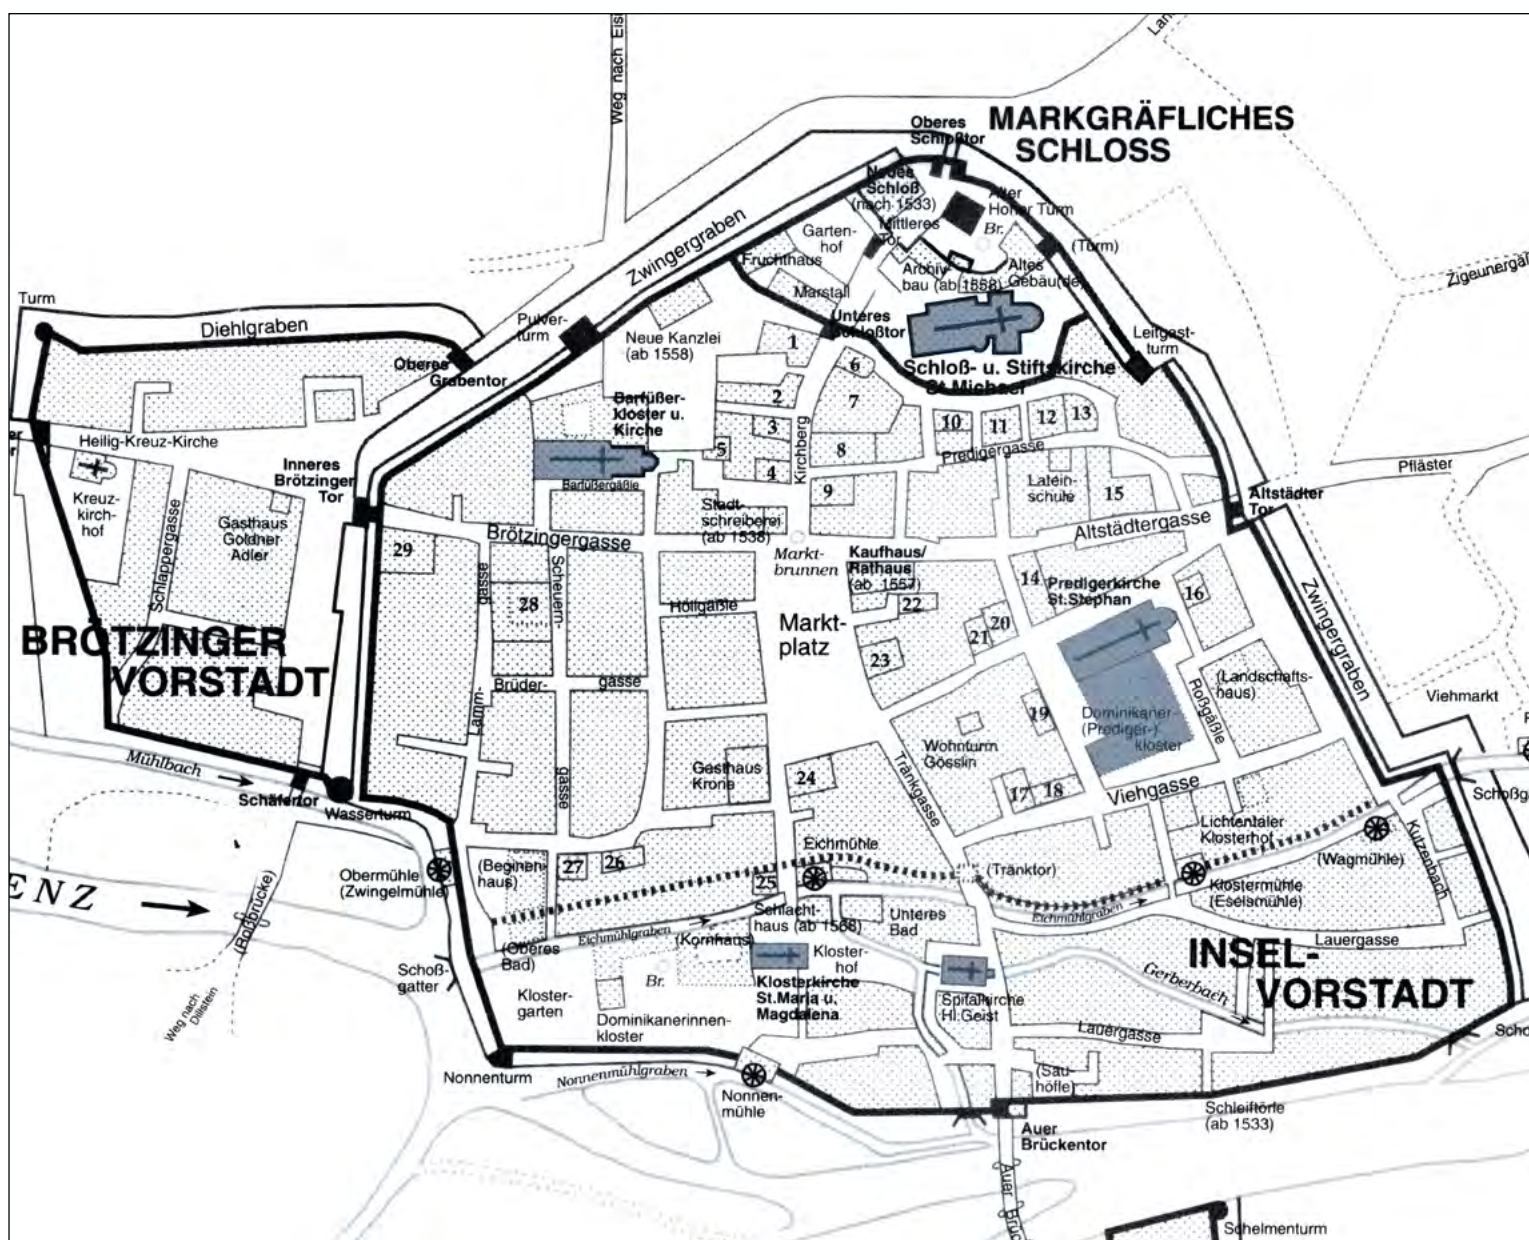 Weg nach Eis
Lan
MARKGRÄFLICHES
SCHLOSS
Oberes
Schloßtor
Neues
Schloß
(nach 1533)
Mittleres
Tor
Alter
Hoher Turm
Br.
(Turm)
Garten-
hof
Fruchthaus
Marstall
Archiv-
bau (ab 1558)
Altes
Gebäu(de)
Zwingergraben
Zigeunergä
Turm
Diehlgraben
Oberes
Grabentor
Pulver-
turm
Neue Kanzlei
(ab 1558)
Unteres
Schloßtor
Schloß- u. Stiftskirche
St.Michael
Leitgast-
turm
1
2
3
4
5
6
7
8
9
10
11
12
13
Kirchberg
Predigergasse
Barfüßer-
kloster u.
Kirche
Barfüßergäßle
Heilig-Kreuz-Kirche
Kreuz-
kirch-
hof
Schlappergasse
Gasthaus
Goldner
Adler
Inneres
Brötzinger
Tor
BRÖTZINGER
VORSTADT
Stadt-
schreiberei
(ab 1538)
Latein-
schule
15
Pfläster
Altstädter
Tor
Altstädtergasse
Brötzingergasse
Markt-
brunnen
Kaufhaus/
Rathaus
(ab 1557)
22
14
Predigerkirche
St.Stephan
16
Zwingergraben
29
28
Scheuern-
gasse
Lamm-
gasse
Höllgäßle
Markt-
platz
23
21
20
Brüder-
gasse
19
Dominikaner-
(Prediger-)
kloster
Roßgäßle
(Landschafts-
haus)
Viehmarkt
Wohnturm
Gösslin
Gasthaus
Krone
24
Tränkgasse
17
18
Viehgasse
Mühlbach
Schäfertor
Wasserturm
Obermühle
(Zwingelmühle)
(Beginen-
haus)
27
26
25
Eichmühle
(Tränktor)
Lichtentaler
Klosterhof
Klostermühle
(Eselsmühle)
(Wagmühle)
Kutzenbach
Schoßg
ENZ
(Roßbrücke)
Weg nach
Dillstein
Schoß-
gatter
(Oberes
Bad)
Eichmühlgraben
(Kornhaus)
Schlacht-
haus (ab 1568)
Unteres
Bad
Eichmühlgraben
Lauergasse
INSEL-
VORSTADT
Kloster-
garten
Br.
Dominikanerinnen-
kloster
Kloster-
hof
Klosterkirche
St.Maria u.
Magdalena
Spitalkirche
Hl.Geist
Gerberbach
Lauergasse
Scho
Nonnenturm
Nonnenmühlgraben
Nonnen-
mühle
(Sau-
höfle)
Schleiftörle
(ab 1533)
Auer
Brückentor
Auer Brüc
Schelmenturm